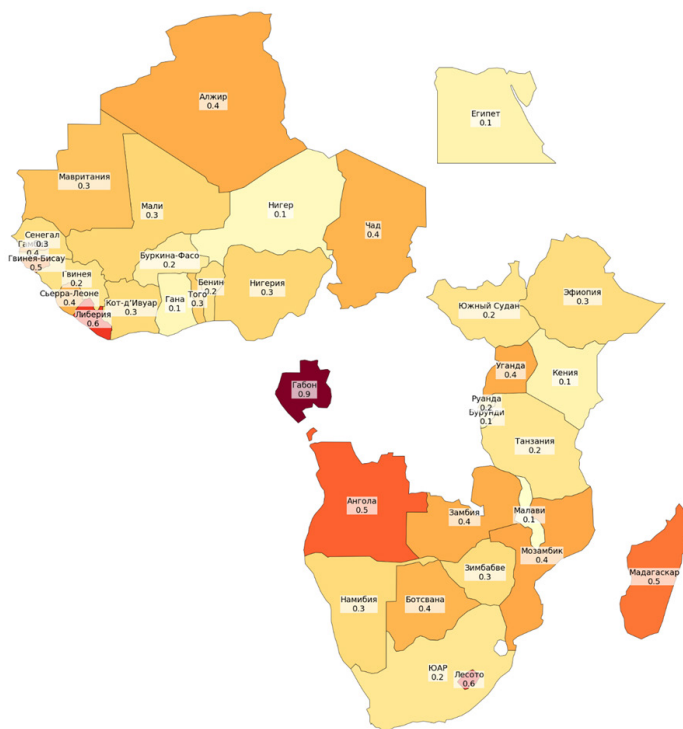 Алжир
0.4
Египет
0.1
Мавритания
0.3
Мали
0.3
Нигер
0.1
Чад
0.4
Сенегал
0.3
0.4
Гвинея-Бисау
0.5
Буркина-Фасо
0.2
Гвинея
0.2
Бенин
0.2
Нигерия
0.3
Эфиопия
0.3
Сьерра-Леоне
0.4
Кот-д'Ивуар
0.3
Гана
0.1
Того
0.3
Южный Судан
0.2
Либерия
0.6
Уганда
0.4
Кения
0.1
Габон
0.9
Руанда
0.2
Бурунди
0.1
Танзания
0.2
Ангола
0.5
Замбия
0.4
Малави
0.1
Мозамбик
0.4
Зимбабве
0.3
Мадагаскар
0.5
Намибия
0.3
Ботсвана
0.4
ЮАР
0.2
Лесото
0.6